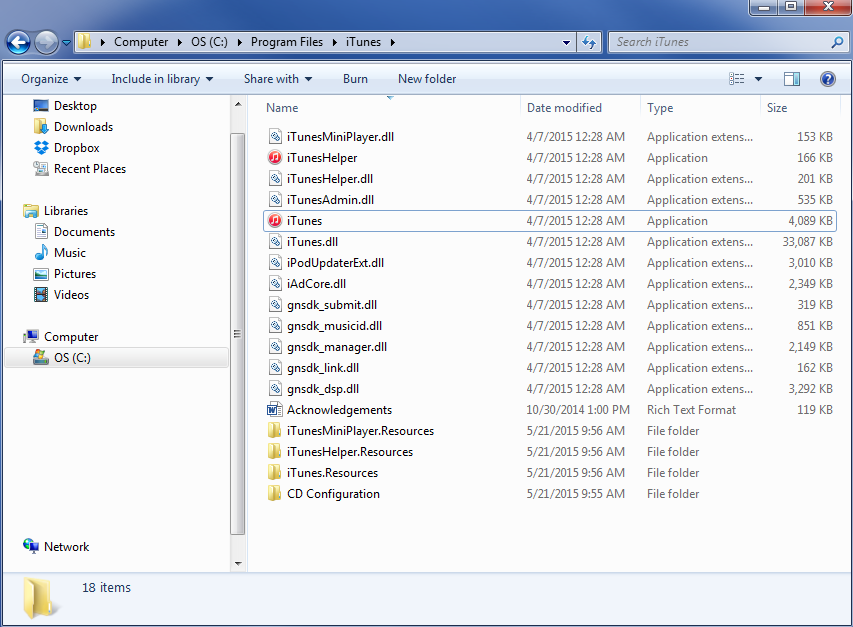 Computer OS (C:) Program Files iTunes Search iTunes
Organize Include in library Share with Burn New folder
Desktop
Downloads
Dropbox
Recent Places
Libraries
Documents
Music
Pictures
Videos
Computer
OS (C:)
Network
Name Date modified Type Size
iTunesMiniPlayer.dll 4/7/2015 12:28 AM Application extens... 153 KB
iTunesHelper 4/7/2015 12:28 AM Application 166 KB
iTunesHelper.dll 4/7/2015 12:28 AM Application extens... 201 KB
iTunesAdmin.dll 4/7/2015 12:28 AM Application extens... 535 KB
iTunes 4/7/2015 12:28 AM Application 4,089 KB
iTunes.dll 4/7/2015 12:28 AM Application extens... 33,087 KB
iPodUpdaterExt.dll 4/7/2015 12:28 AM Application extens... 3,010 KB
iAdCore.dll 4/7/2015 12:28 AM Application extens... 2,349 KB
gnsdk_submit.dll 4/7/2015 12:28 AM Application extens... 319 KB
gnsdk_musicid.dll 4/7/2015 12:28 AM Application extens... 851 KB
gnsdk_manager.dll 4/7/2015 12:28 AM Application extens... 2,149 KB
gnsdk_link.dll 4/7/2015 12:28 AM Application extens... 162 KB
gnsdk_dsp.dll 4/7/2015 12:28 AM Application extens... 3,292 KB
Acknowledgements 10/30/2014 1:00 PM Rich Text Format 119 KB
iTunesMiniPlayer.Resources 5/21/2015 9:56 AM File folder
iTunesHelper.Resources 5/21/2015 9:56 AM File folder
iTunes.Resources 5/21/2015 9:56 AM File folder
CD Configuration 5/21/2015 9:55 AM File folder
18 items